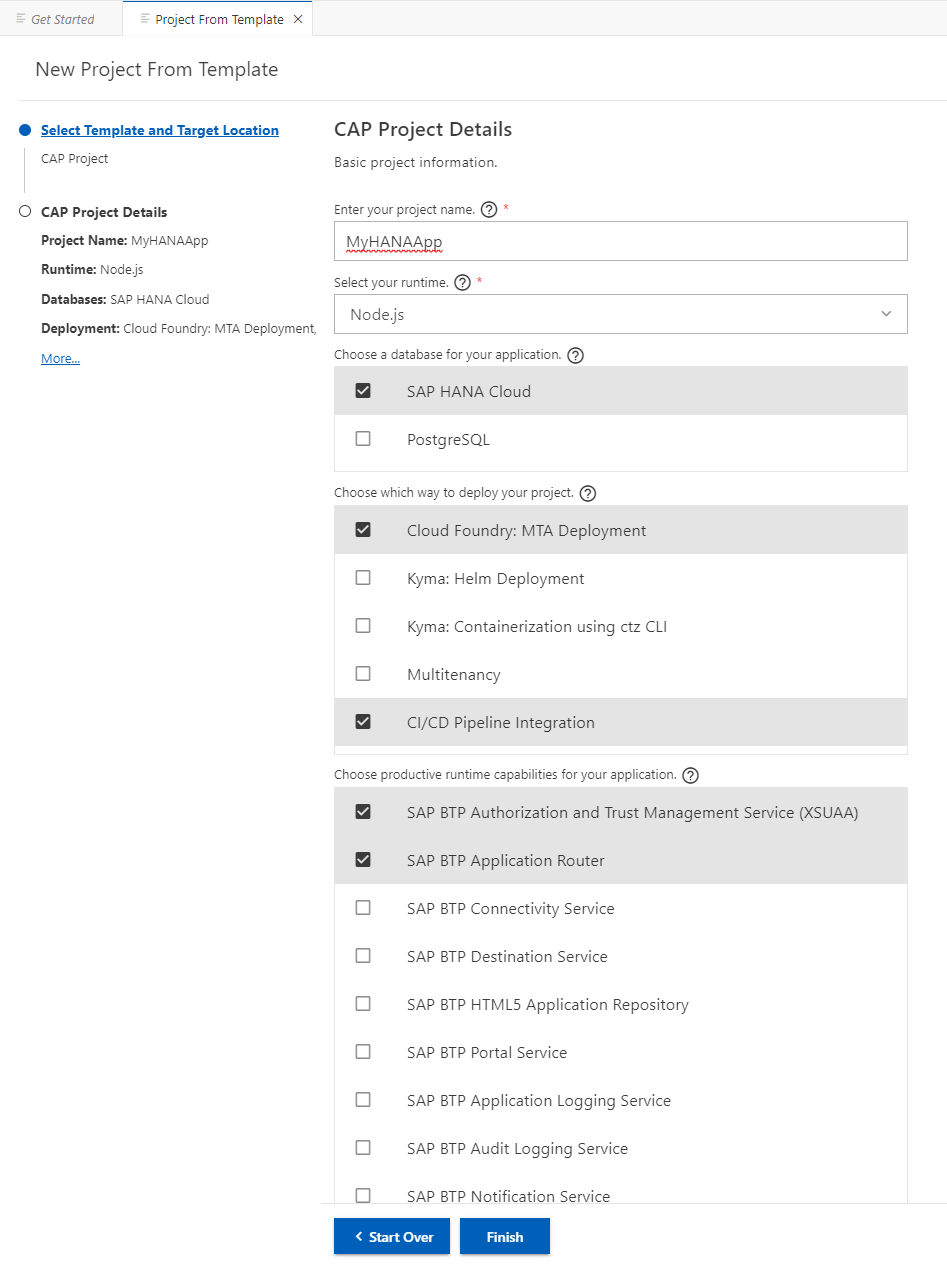 Get Started
Project From Template
New Project From Template
Select Template and Target Location
CAP Project
CAP Project Details
Project Name: MyHANAApp
Runtime: Node.js
Databases: SAP HANA Cloud
Deployment: Cloud Foundry: MTA Deployment,
More...
CAP Project Details
Basic project information.
Enter your project name. ? *
MyHANAApp
Select your runtime. ? *
Node.js
Choose a database for your application. ?
SAP HANA Cloud
PostgreSQL
Choose which way to deploy your project. ?
Cloud Foundry: MTA Deployment
Kyma: Helm Deployment
Kyma: Containerization using ctz CLI
Multitenancy
CI/CD Pipeline Integration
Choose productive runtime capabilities for your application. ?
SAP BTP Authorization and Trust Management Service (XSUAA)
SAP BTP Application Router
SAP BTP Connectivity Service
SAP BTP Destination Service
SAP BTP HTML5 Application Repository
SAP BTP Portal Service
SAP BTP Application Logging Service
SAP BTP Audit Logging Service
SAP BTP Notification Service
Start Over
Finish